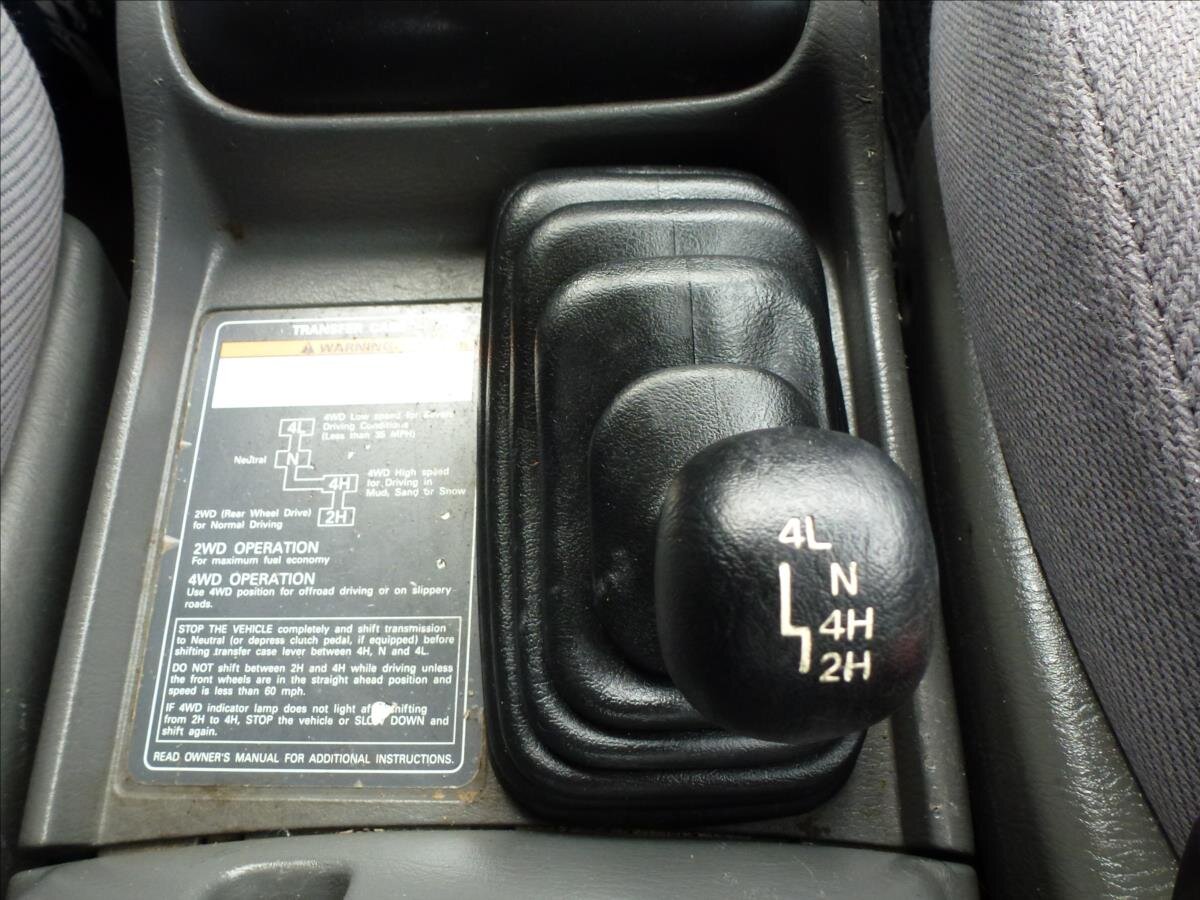 TRANSFER
WARNING
4L
4WD Low speed for
Driving Conditions
(Less than 35 MPH)
Neutral
N
4H
4WD High speed
for Driving in
Mud, Sand or Snow
2WD (Rear Wheel Drive)
for Normal Driving
2H
2WD OPERATION
For maximum fuel economy
4WD OPERATION
Use 4WD position for offroad driving or on slippery
roads.
STOP THE VEHICLE completely and shift transmission
to Neutral (or depress clutch pedal, if equipped) before
shifting transfer case lever between 4H, N and 4L.
DO NOT shift between 2H and 4H while driving unless
the front wheels are in the straight ahead position and
speed is less than 60 mph.
IF 4WD indicator lamp does not light after shifting
from 2H to 4H, STOP the vehicle or SLOW DOWN and
shift again.
READ OWNER'S MANUAL FOR ADDITIONAL INSTRUCTIONS.
4L
N
4H
2H